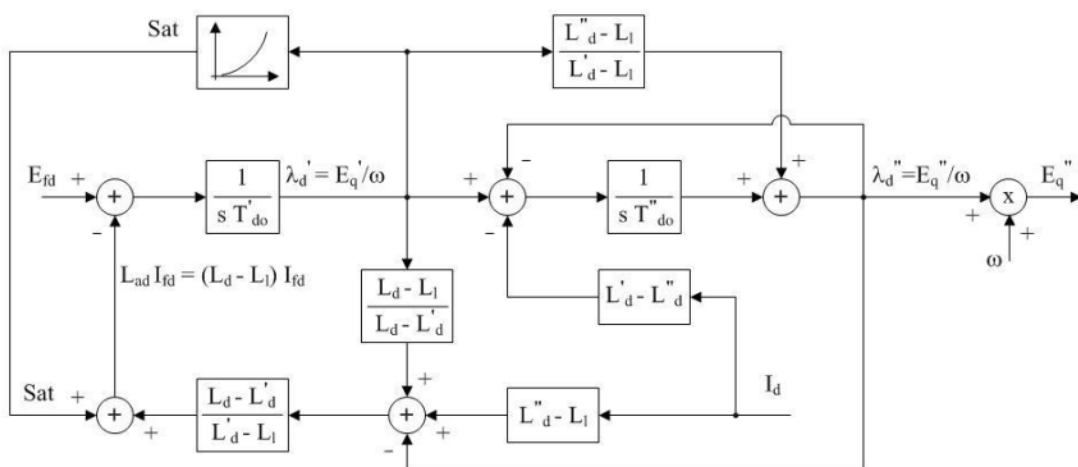 Sat
L"d - Ll
L'd - Ll
-
+
Efd
+
+
-
1
s T'do
λd' = Eq'/ω
+
+
-
1
s T"do
+
+
λd" = Eq"/ω
+
x
+
Eq"
ω
Lad Ifd = (Ld - Ll) Ifd
Ld - Ll
Ld - L'd
L'd - L"d
Sat
+
+
+
Ld - L'd
L'd - Ll
+
+
+
-
L"d - Ll
Id